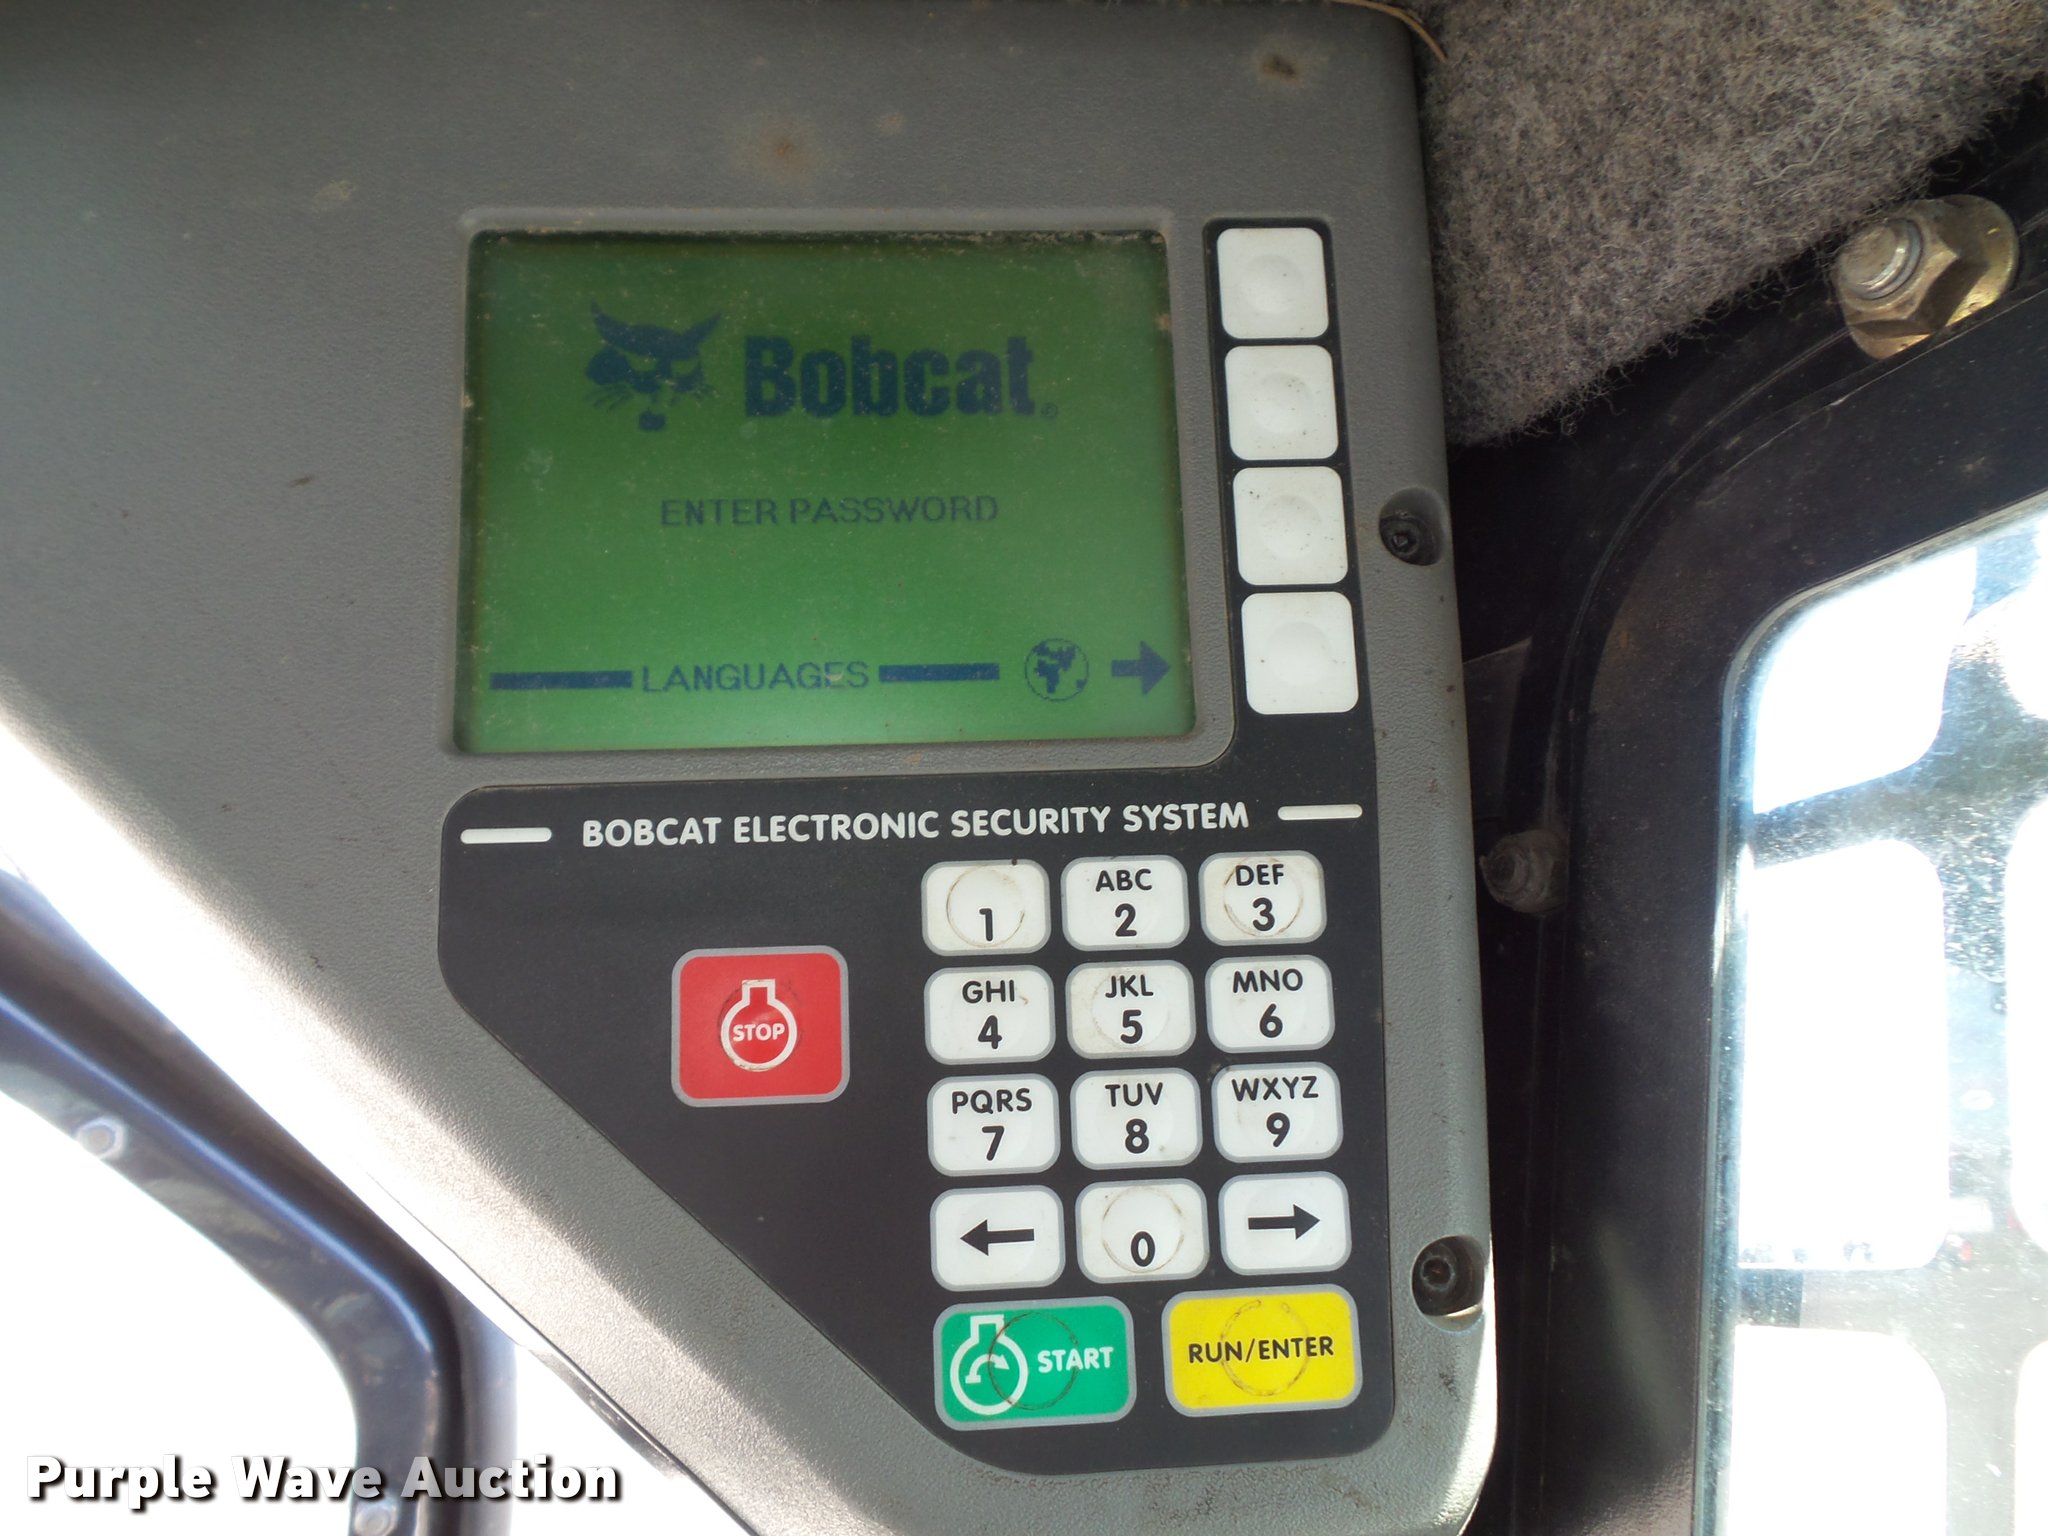 Bobcat®
ENTER PASSWORD
LANGUAGES
BOBCAT ELECTRONIC SECURITY SYSTEM
1
ABC
2
DEF
3
GHI
4
JKL
5
MNO
6
STOP
PQRS
7
TUV
8
WXYZ
9
0
START
RUN/ENTER
Purple Wave Auction